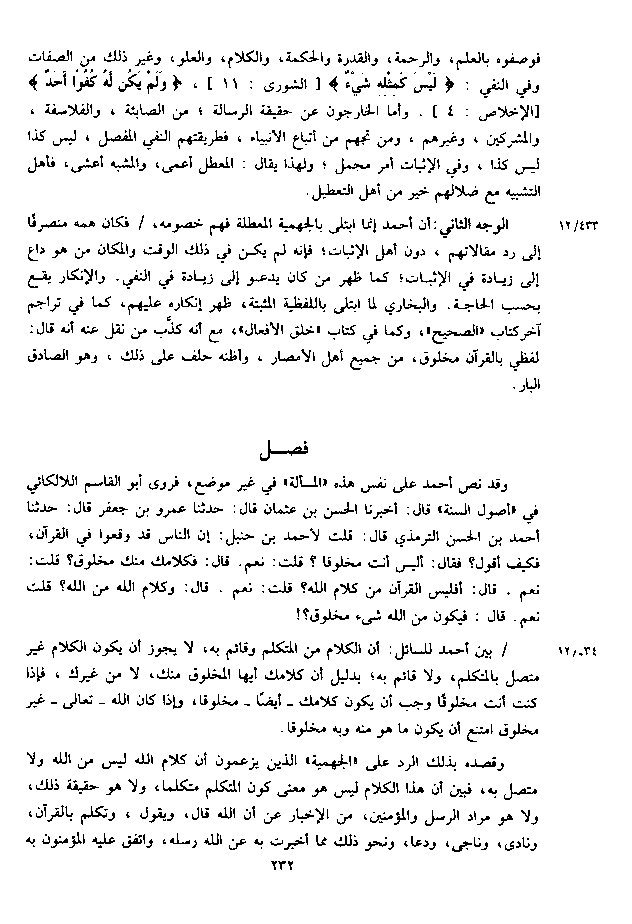 فوصفوه بالعلم، والرحمة، والقدرة والحكمة، والكلام، والعلو، وغير ذلك من الصفات
وفي النفي : ﴿ لَيْسَ كَمِثْلِهِ شَيْءٌ ﴾ [ الشورى : ١١ ] ، ﴿ وَلَمْ يَكُن لَّهُ كُفُوًا أَحَدٌ ﴾
[الإخلاص : ٤ ] . وأما الخارجون عن حقيقة الرسالة ؛ من الصابئة ، والفلاسفة ،
والمشركين ، وغيرهم ، ومن تجهم من أتباع الأنبياء ، فطريقتهم النفي المفصل ، ليس كذا
ليس كذا ، وفي الإثبات أمر مجمل ؛ ولهذا يقال : المعطل أعمى، والمشبه أعشى، فأهل
التشبيه مع ضلالهم خير من أهل التعطيل.
١٢/٤٣٣ الوجه الثاني: أن أحمد إنما ابتلى بالجهمية المعطلة فهم خصومه، / فكان همه منصرفًا
إلى رد مقالاتهم ، دون أهل الإثبات؛ فإنه لم يكن في ذلك الوقت والمكان من هو داع
إلى زيادة في الإثبات؛ كما ظهر من كان يدعو إلى زيادة في النفي. والإنكار يقع
بحسب الحاجة. والبخاري لما ابتلى باللفظية المثبتة، ظهر إنكاره عليهم، كما في تراجم
آخر كتاب «الصحيح»، وكما في كتاب «خلق الأفعال»، مع أنه كذَّب من نقل عنه أنه قال:
لفظي بالقرآن مخلوق، من جميع أهل الأمصار ، وأظنه حلف على ذلك ، وهو الصادق
البار.
فصـل
وقد نص أحمد على نفس هذه «المسألة» في غير موضع، فروى أبو القاسم اللالكائي
في «أصول السنة» قال: أخبرنا الحسن بن عثمان قال: حدثنا عمرو بن جعفر قال: حدثنا
أحمد بن الحسن الترمذي قال: قلت لأحمد بن حنبل: إن الناس قد وقعوا في القرآن،
فكيف أقول؟ فقال: أليس أنت مخلوقا ؟ قلت: نعم. قال: فكلامك منك مخلوق؟ قلت:
نعم . قال: أفليس القرآن من كلام الله؟ قلت: نعم . قال: وكلام الله من الله؟ قلت
نعم. قال : فيكون من الله شيء مخلوق؟!
١٢/٠٣٤ / بين أحمد للسائل: أن الكلام من المتكلم وقائم به، لا يجوز أن يكون الكلام غير
متصل بالمتكلم، ولا قائم به؛ بدليل أن كلامك أيها المخلوق منك، لا من غيرك ، فإذا
كنت أنت مخلوقًا وجب أن يكون كلامك ـ أيضًا ـ مخلوقا، وإذا كان الله ـ تعالى ـ غير
مخلوق امتنع أن يكون ما هو منه وبه مخلوقا.
وقصده بذلك الرد على «الجهمية» الذين يزعمون أن كلام الله ليس من الله ولا
متصل به، فبين أن هذا الكلام ليس هو معنى كون المتكلم متكلما، ولا هو حقيقة ذلك،
ولا هو مراد الرسل والمؤمنين، من الإخبار عن أن الله قال، ويقول ، وتكلم بالقرآن،
ونادى، وناجى، ودعا، ونحو ذلك مما أخبرت به عن الله رسله، واتفق عليه المؤمنون به
٢٣٢